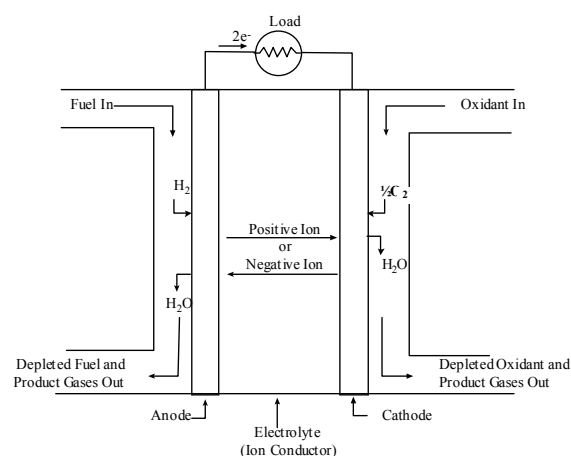 Load
2e-
Fuel In
Oxidant In
H2
½O2
Positive Ion
or
Negative Ion
H2O
H2O
Depleted Fuel and
Product Gases Out
Depleted Oxidant and
Product Gases Out
Anode
Cathode
Electrolyte
(Ion Conductor)